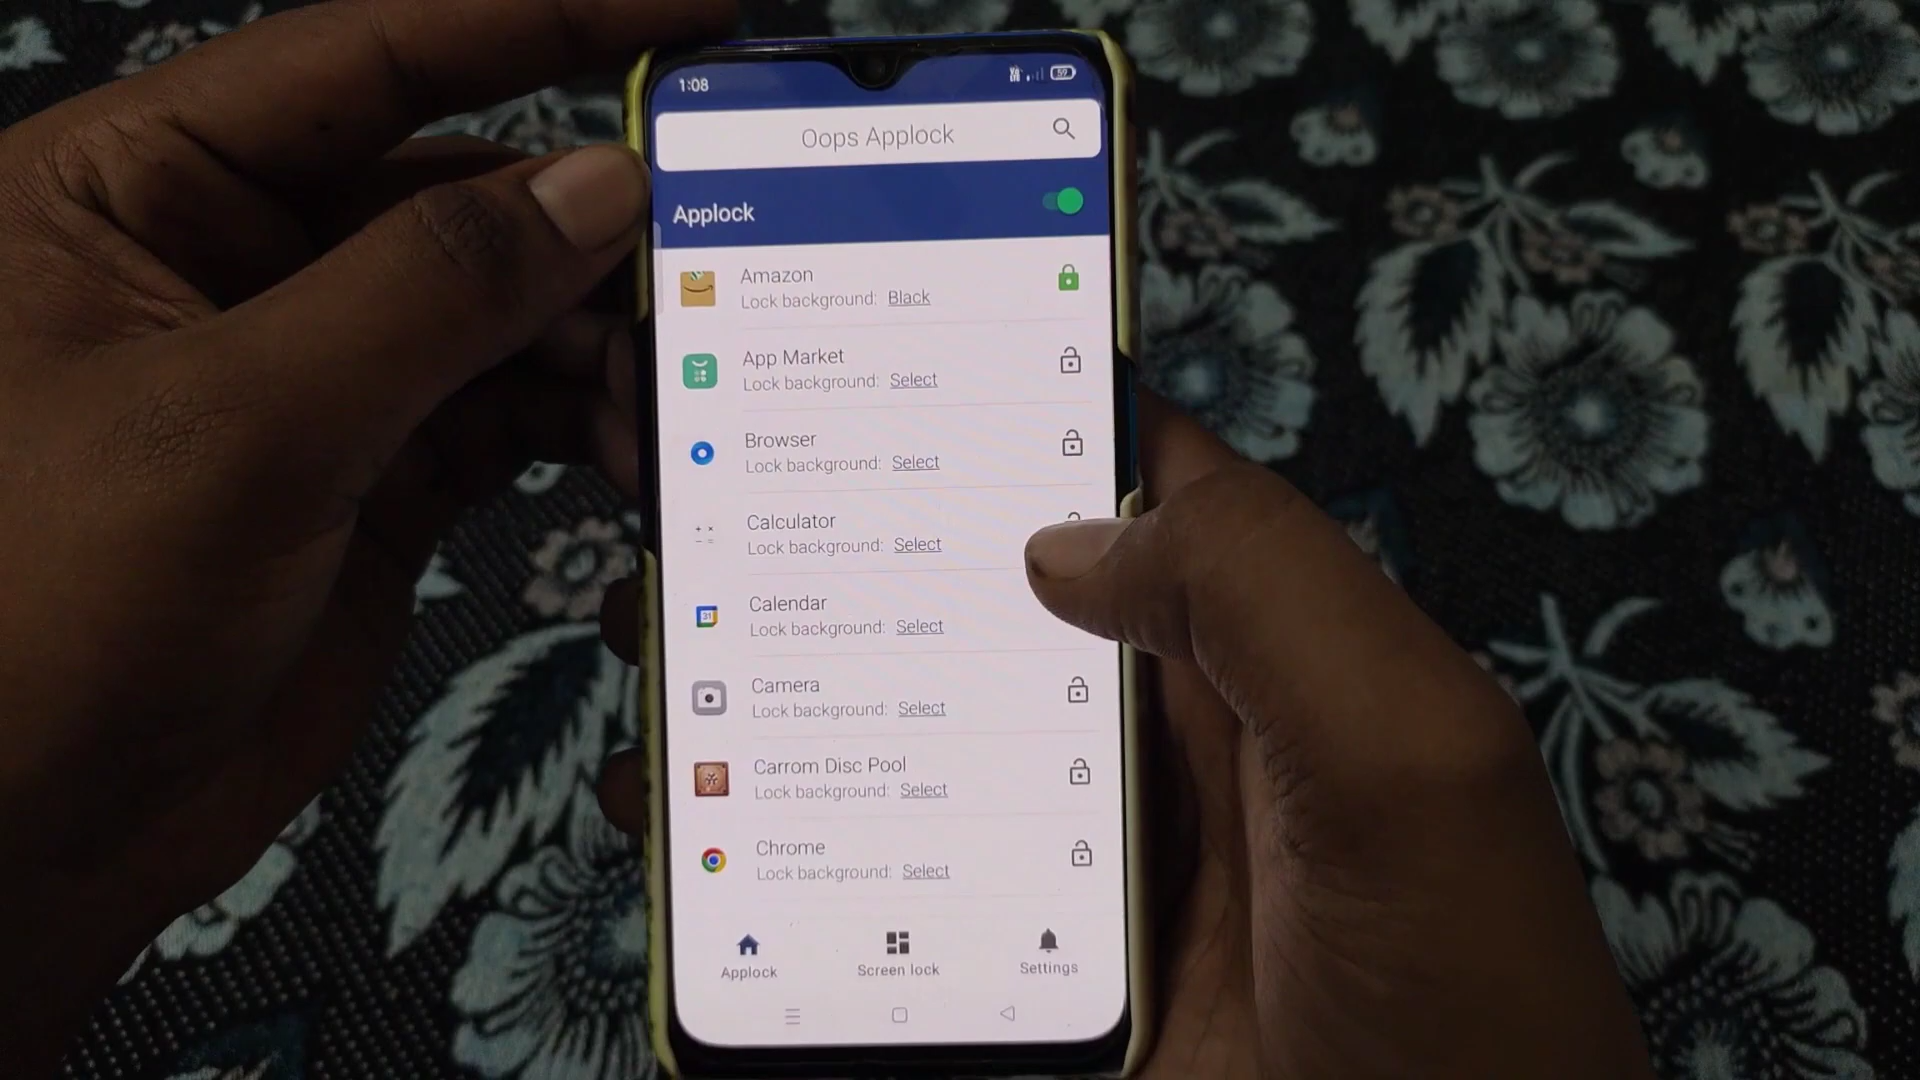 1:08
59
Oops Applock
Applock
Amazon
Lock background: Black
App Market
Lock background: Select
Browser
Lock background: Select
Calculator
Lock background: Select
Calendar
Lock background: Select
31
Camera
Lock background: Select
Carrom Disc Pool
Lock background: Select
Chrome
Lock background: Select
Applock
Screen lock
Settings